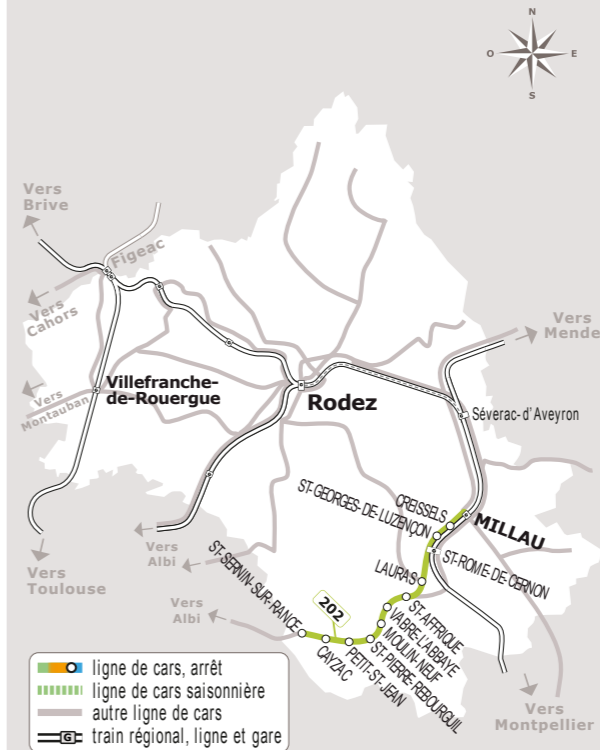 N
O
E
S
Vers
Brive
Figeac
Vers
Cahors
Vers
Mende
Vers
Montauban
Villefranche-
de-Rouergue
Rodez
Séverac-d'Aveyron
CREISSELS
ST-GEORGES-DE-LUZENÇON
MILLAU
ST-ROME-DE-CERNON
LAURAS
Vers
Toulouse
Vers
Albi
Vers
Albi
ST-SERNIN-SUR-RANCE
202
ST-AFFRIQUE
VABRE-L'ABBAYE
MOULIN-NEUF
ST-PIERRE-REBOURGUIL
PETIT-ST-JEAN
CAYZAC
Vers
Montpellier
ligne de cars, arrêt
ligne de cars saisonnière
autre ligne de cars
G
train régional, ligne et gare